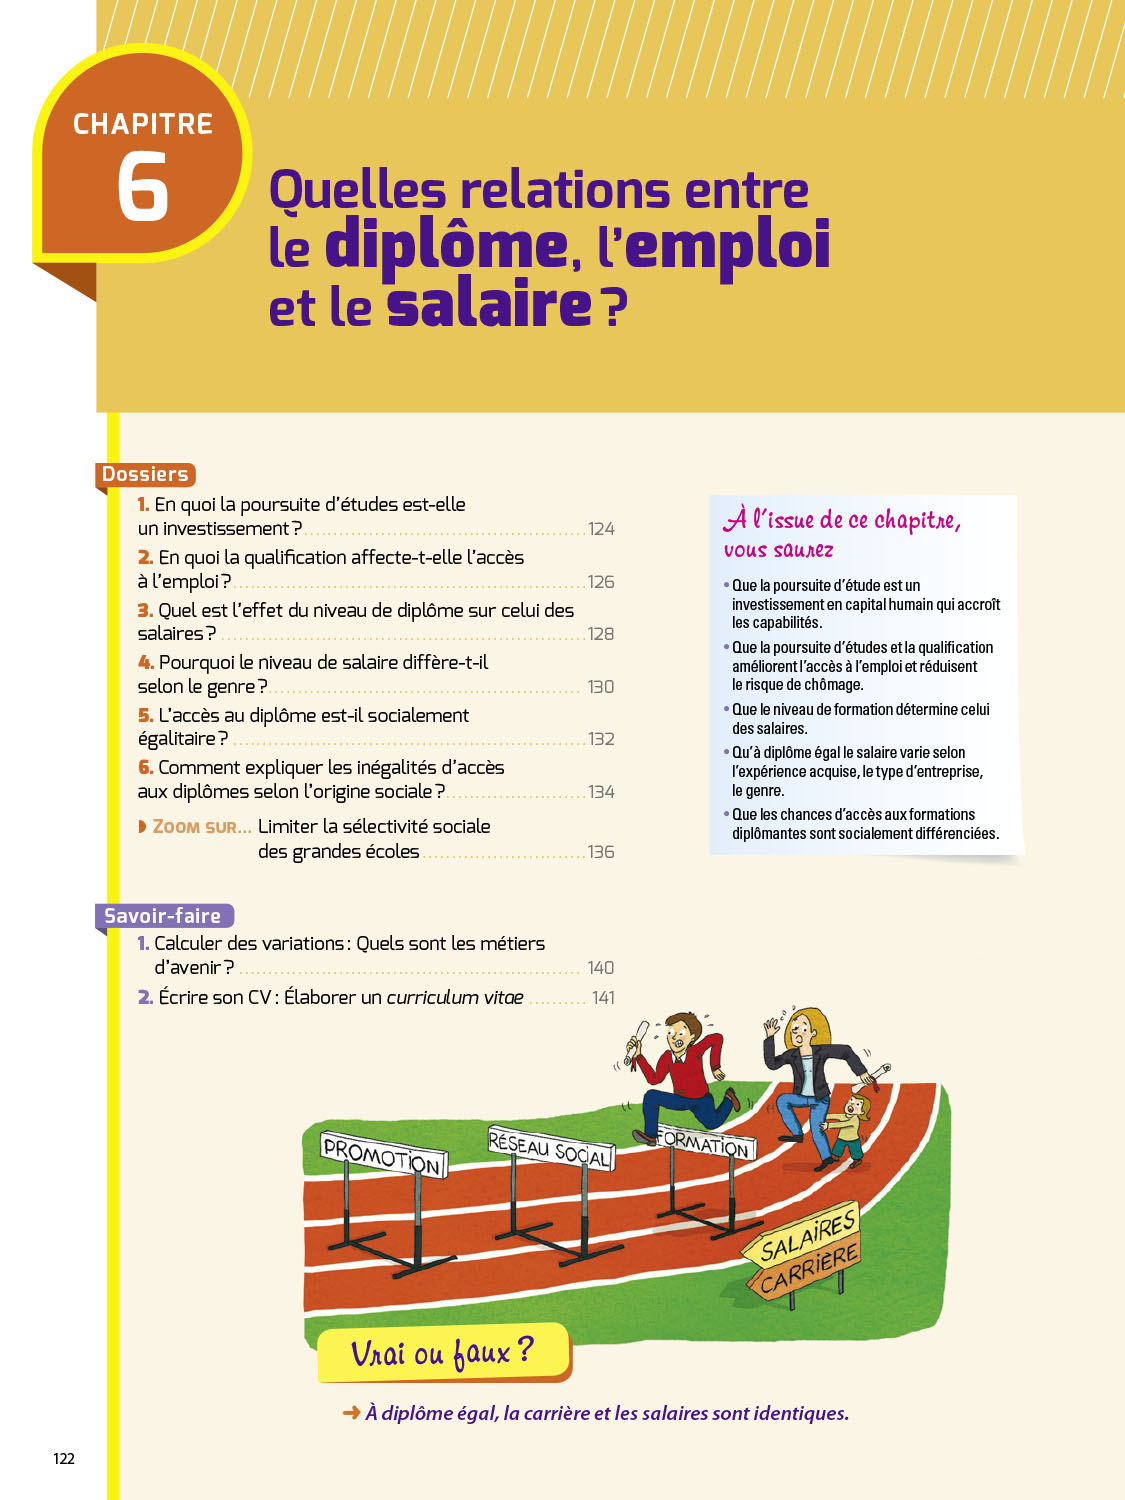 CHAPITRE
6
Quelles relations entre
le diplôme, l'emploi
et le salaire ?
Dossiers
1. En quoi la poursuite d'études est-elle
un investissement ? 124
2. En quoi la qualification affecte-t-elle l'accès
à l'emploi ? 126
3. Quel est l'effet du niveau de diplôme sur celui des
salaires ? 128
4. Pourquoi le niveau de salaire diffère-t-il
selon le genre ? 130
5. L'accès au diplôme est-il socialement
égalitaire ? 132
6. Comment expliquer les inégalités d'accès
aux diplômes selon l'origine sociale ? 134
ZOOM SUR... Limiter la sélectivité sociale
des grandes écoles 136
À l'issue de ce chapitre,
vous saurez
• Que la poursuite d'étude est un
investissement en capital humain qui accroît
les capabilités.
• Que la poursuite d'études et la qualification
améliorent l'accès à l'emploi et réduisent
le risque de chômage.
• Que le niveau de formation détermine celui
des salaires.
• Qu'à diplôme égal le salaire varie selon
l'expérience acquise, le type d'entreprise,
le genre.
• Que les chances d'accès aux formations
diplômantes sont socialement différenciées.
Savoir-faire
1. Calculer des variations : Quels sont les métiers
d'avenir ? 140
2. Écrire son CV : Élaborer un curriculum vitae 141
PROMOTION
RÉSEAU SOCIAL
FORMATION
SALAIRES
CARRIÈRE
Vrai ou faux ?
➜ À diplôme égal, la carrière et les salaires sont identiques.
122